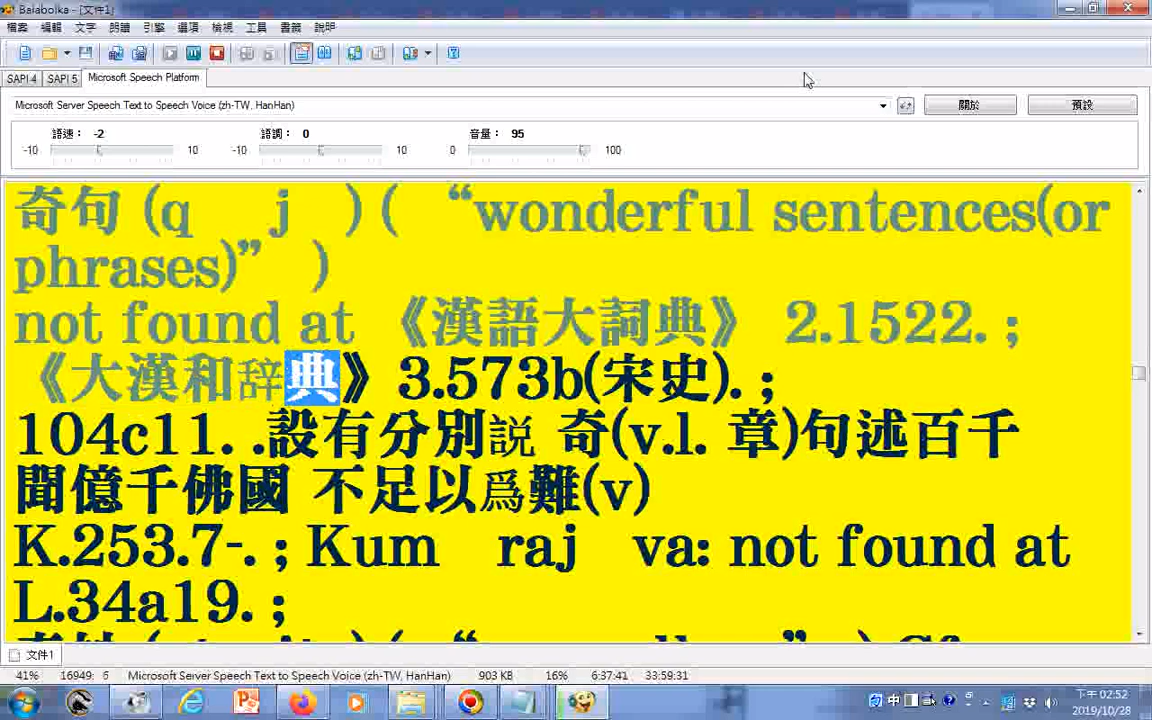 Balabolka - [文件1]
檔案 編輯 文字 朗讀 引擎 選項 檢視 工具 書籤 說明
SAPI 4 SAPI 5 Microsoft Speech Platform
Microsoft Server Speech Text to Speech Voice (zh-TW, HanHan) 關於 預設
語速: -2 語調: 0 音量: 95
-10 10 -10 10 0 100
奇句 (q j ) ( “wonderful sentences(or
phrases)” )
not found at 《漢語大詞典》 2.1522. ;
《大漢和辞典》 3.573b(宋史). ;
104c11. .設有分別説 奇(v.l. 章)句述百千
聞億千佛國 不足以爲難(v)
K.253.7-. ; Kum raj va: not found at
L.34a19. ;
文件1
41% 16949: 6 Microsoft Server Speech Text to Speech Voice (zh-TW, HanHan) 903 KB 16% 6:37:41 33:59:31
中 下午 02:52
2019/10/28